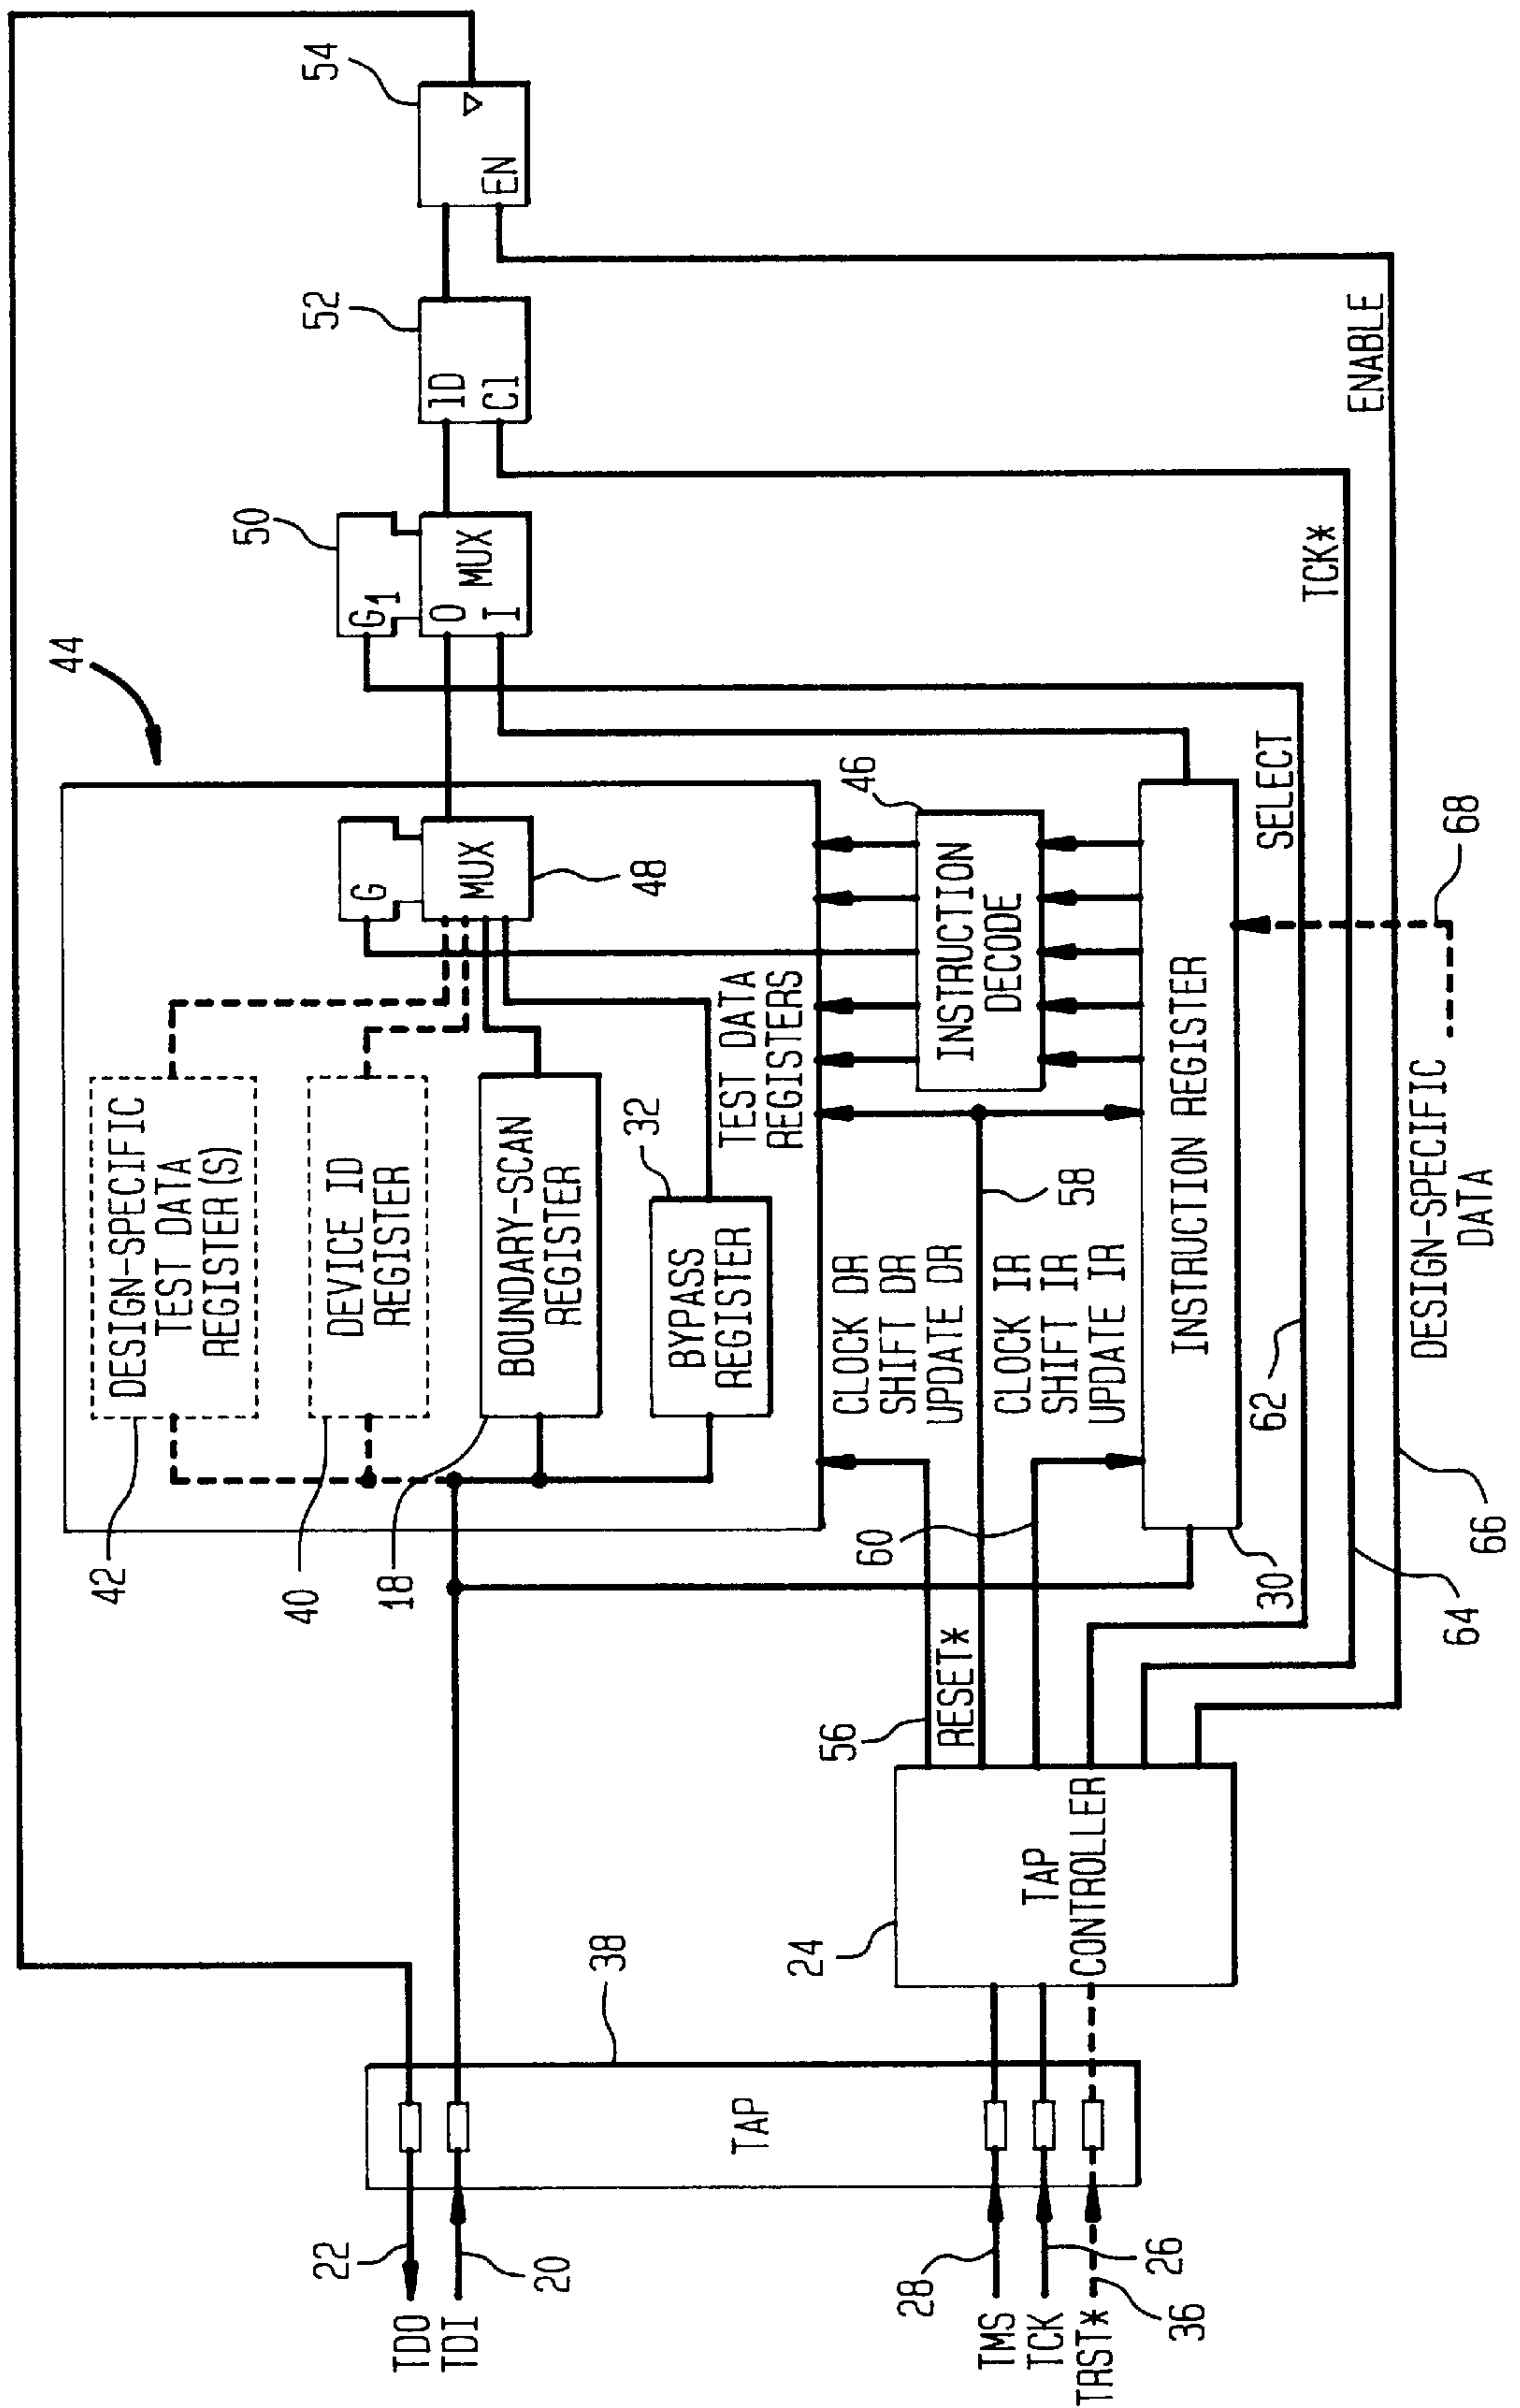 44
DESIGN-SPECIFIC
TEST DATA
REGISTER(S)
42
DEVICE ID
REGISTER
40
BOUNDARY-SCAN
REGISTER
18
BYPASS
REGISTER
32
G
MUX
48
TEST DATA
REGISTERS
50
G1
0
MUX
I
52
1D
C1
54
EN
TDO
22
TDI
20
TAP
38
TMS
28
TCK
26
TRST*
36
24
TAP
CONTROLLER
56
RESET*
60
CLOCK DR
SHIFT DR
UPDATE DR
58
CLOCK IR
SHIFT IR
UPDATE IR
INSTRUCTION
DECODE
46
INSTRUCTION REGISTER
30
62
SELECT
64
TCK*
66
ENABLE
DESIGN-SPECIFIC
DATA
68